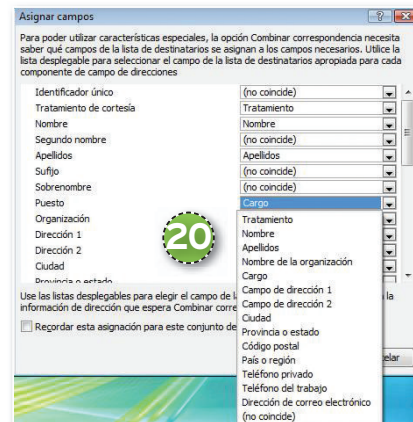 Asignar campos
Para poder utilizar características especiales, la opción Combinar correspondencia necesita
saber qué campos de la lista de destinatarios se asignan a los campos necesarios. Utilice la
lista desplegable para seleccionar el campo de la lista de destinatarios apropiada para cada
componente de campo de direcciones
Identificador único (no coincide)
Tratamiento de cortesía Tratamiento
Nombre Nombre
Segundo nombre (no coincide)
Apellidos Apellidos
Sufijo (no coincide)
Sobrenombre (no coincide)
Puesto Cargo
Organización
Dirección 1
Dirección 2
Ciudad
Provincia o estado
20
Tratamiento
Nombre
Apellidos
Nombre de la organización
Cargo
Campo de dirección 1
Campo de dirección 2
Ciudad
Provincia o estado
Código postal
País o región
Teléfono privado
Teléfono del trabajo
Dirección de correo electrónico
(no coincide)
Use las listas desplegables para elegir el campo de la
información de dirección que espera Combinar corre
Recordar esta asignación para este conjunto de
elar